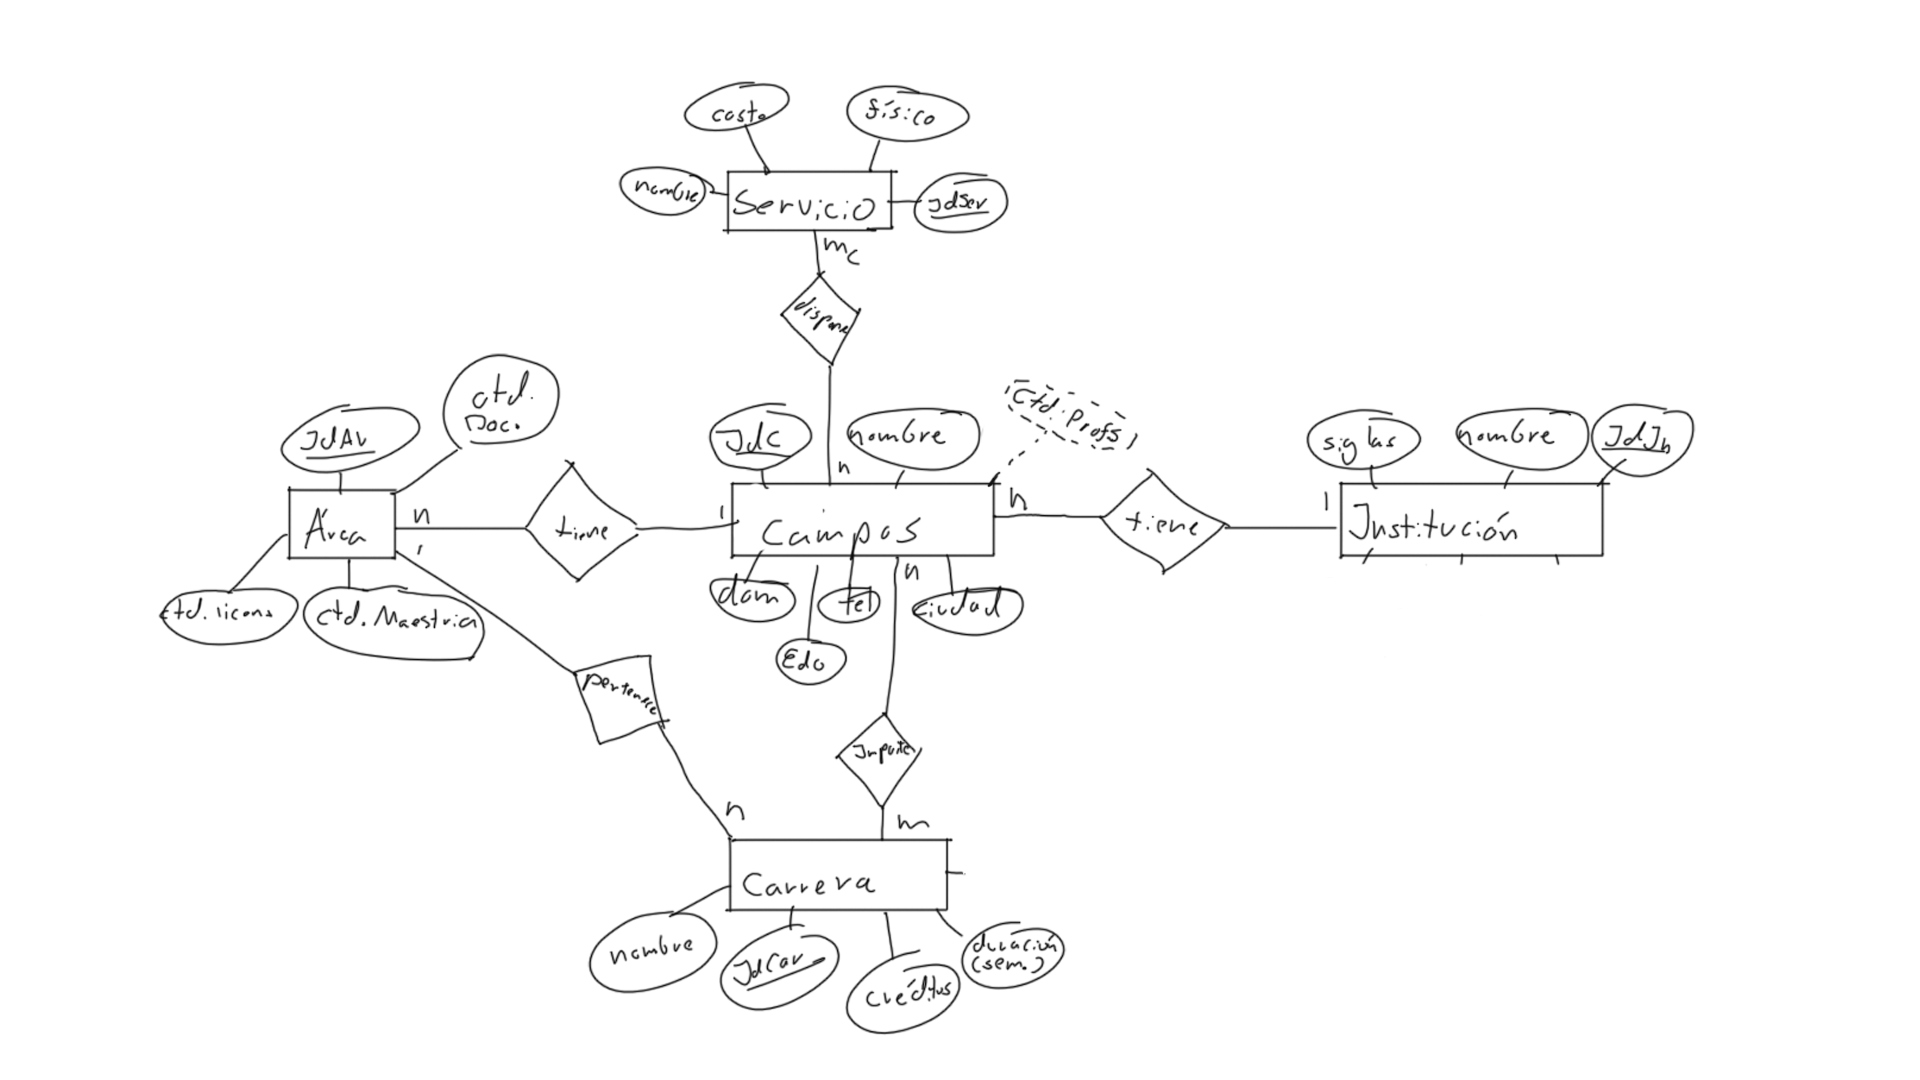 costo
físico
nombre
Servicio
IdSer
mc
dispone
ctd.
Doc.
Ctd. Profs
IdAr
IdC
nombre
siglas
nombre
IdIn
n
Área
n
tiene
1
Campos
n
tiene
1
Institución
1
n
ctd. licens
ctd. Maestria
dom
tel
ciudad
Edo
pertenece
Imparte
n
m
Carrera
nombre
IdCar
créditos
duración
(sem.)